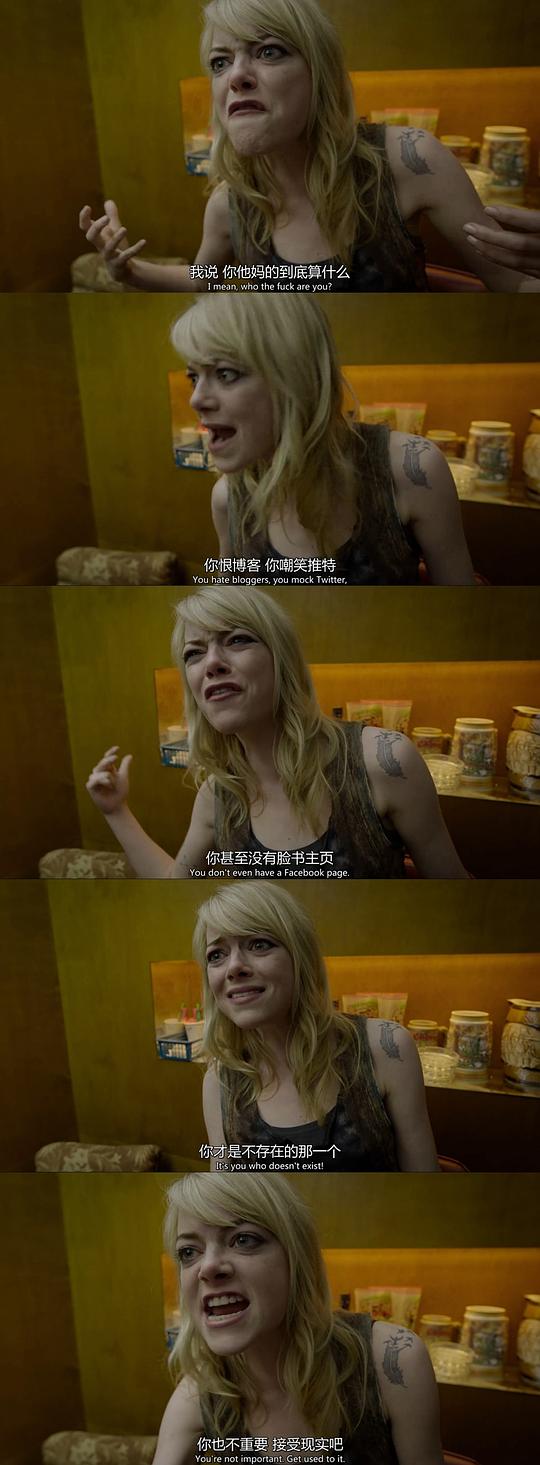 我说 你他妈的到底算什么
I mean, who the fuck are you?
你恨博客 你嘲笑推特
You hate bloggers, you mock Twitter,
你甚至没有脸书主页
You don't even have a Facebook page.
你才是不存在的那一个
It's you who doesn't exist!
你也不重要 接受现实吧
You're not important. Get used to it.